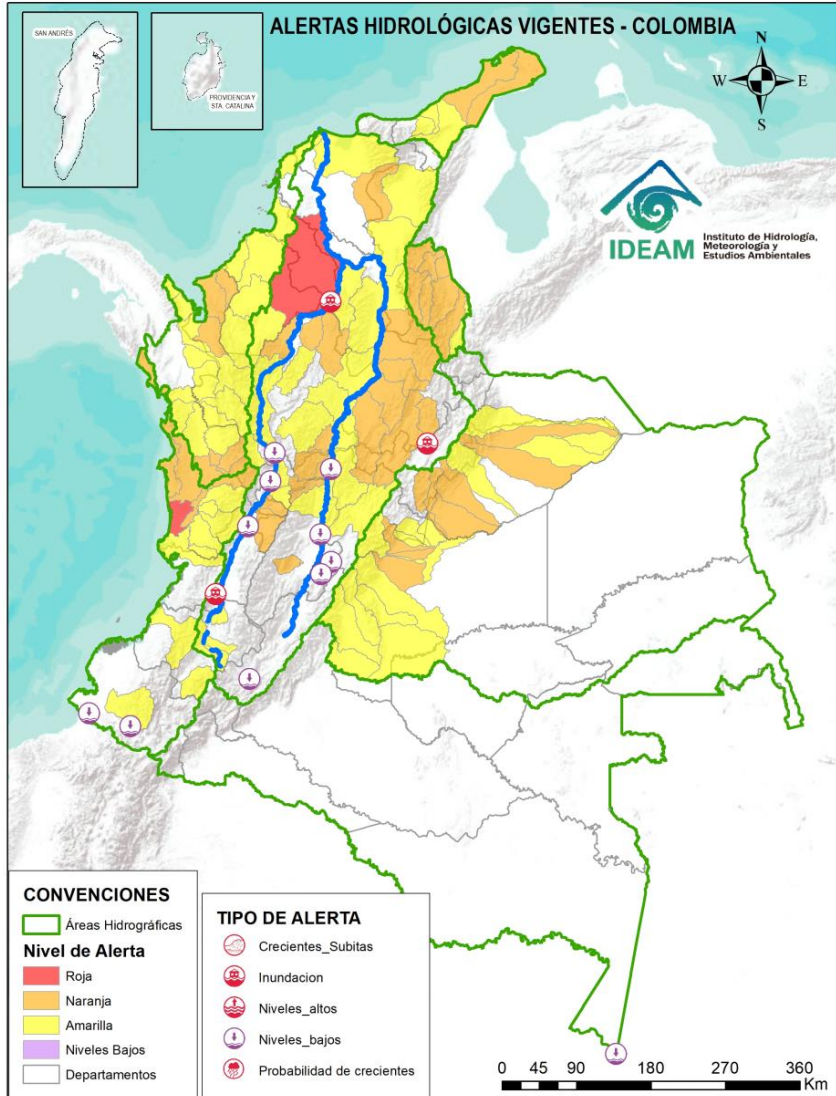 ALERTAS HIDROLÓGICAS VIGENTES - COLOMBIA
SAN ANDRÉS
PROVIDENCIA Y
STA. CATALINA
N
W
E
S
IDEAM
Instituto de Hidrología,
Meteorología y
Estudios Ambientales
CONVENCIONES
Áreas Hidrográficas
Nivel de Alerta
Roja
Naranja
Amarilla
Niveles Bajos
Departamentos
TIPO DE ALERTA
Crecientes_Subitas
Inundacion
Niveles_altos
Niveles_bajos
Probabilidad de crecientes
0 45 90 180 270 360
Km